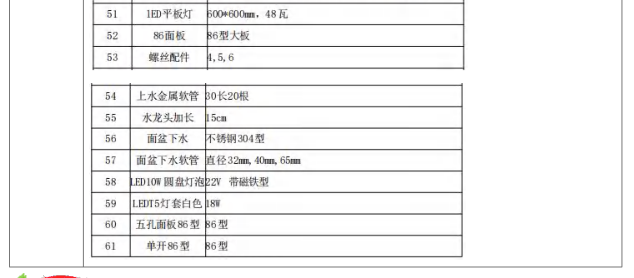 51 LED平板灯 600*600mm，48瓦
52 86面板 86型大板
53 螺丝配件 4,5,6
54 上水金属软管 30长20根
55 水龙头加长 15cm
56 面盆下水 不锈钢304型
57 面盆下水软管 直径32mm,40mm,65mm
58 LED10W圆盘灯泡 22V 带磁铁型
59 LEDT5灯套白色 18W
60 五孔面板86型 86型
61 单开86型 86型